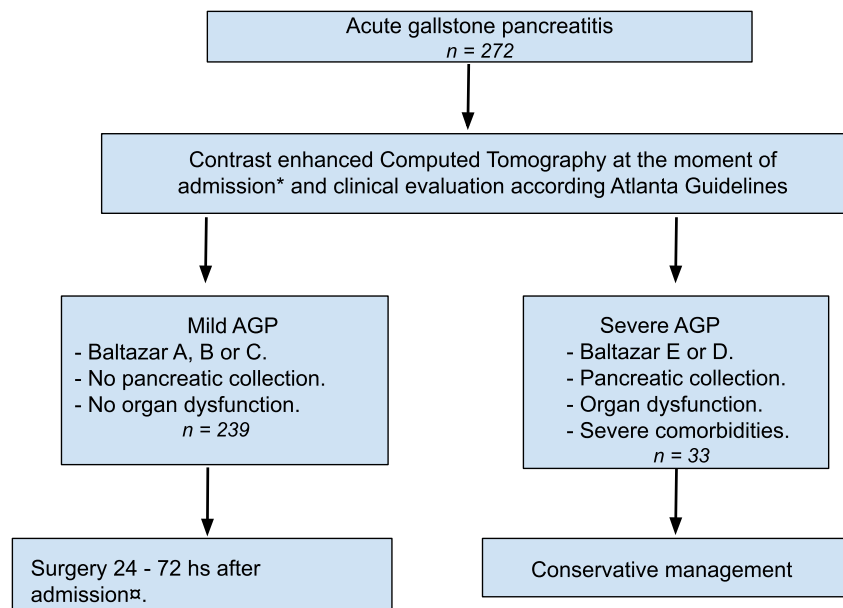 Acute gallstone pancreatitis
n = 272
Contrast enhanced Computed Tomography at the moment of
admission* and clinical evaluation according Atlanta Guidelines
Mild AGP
- Baltazar A, B or C.
- No pancreatic collection.
- No organ dysfunction.
n = 239
Severe AGP
- Baltazar E or D.
- Pancreatic collection.
- Organ dysfunction.
- Severe comorbidities.
n = 33
Surgery 24 - 72 hs after
admission¤.
Conservative management